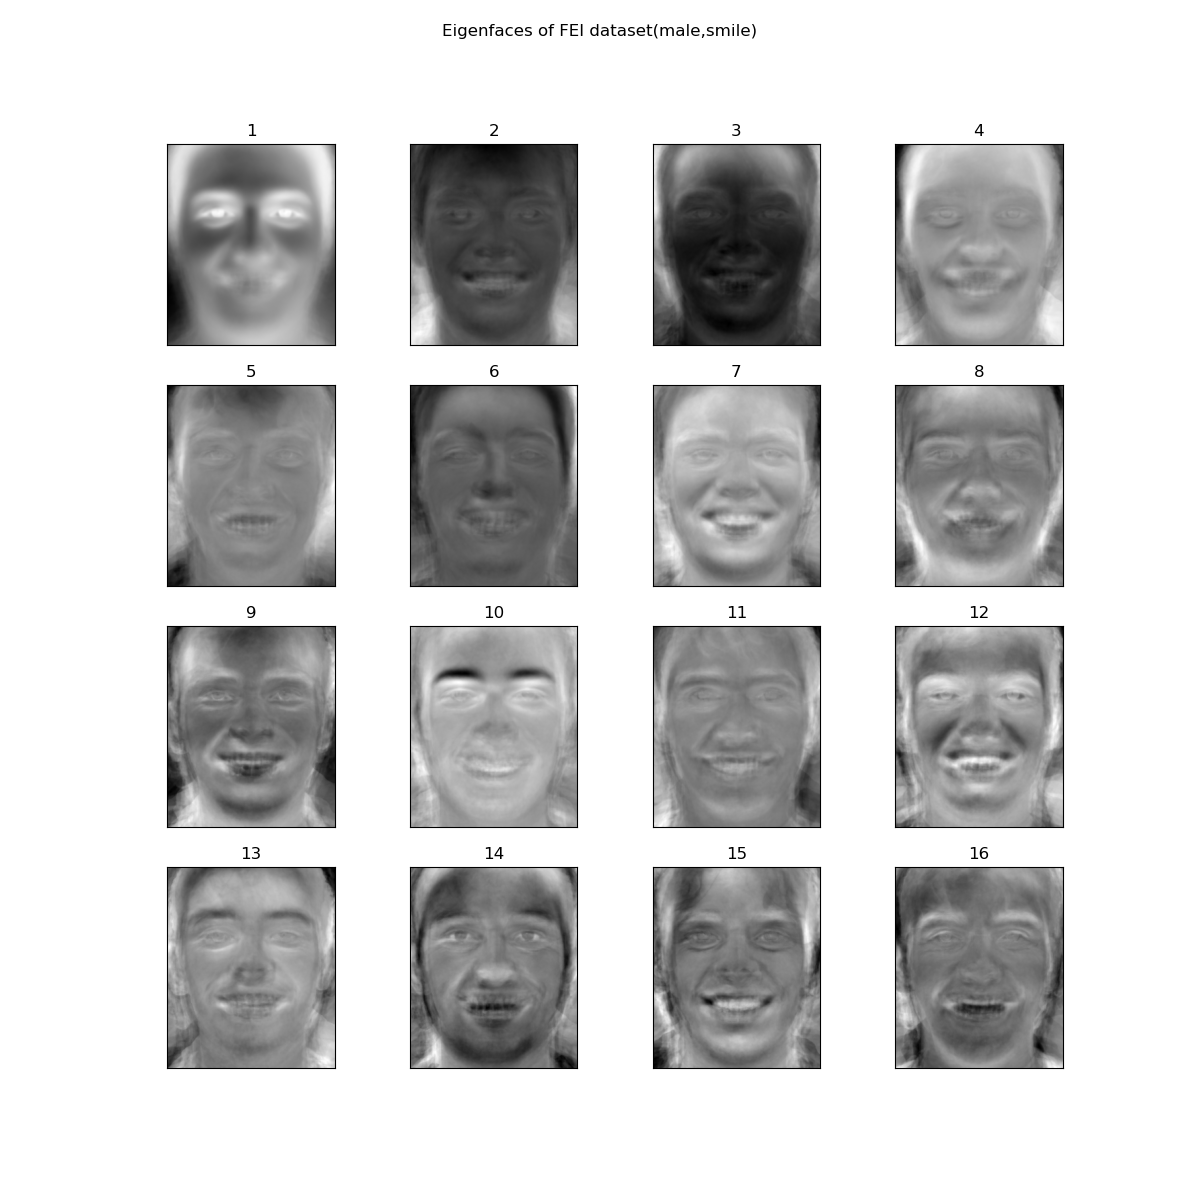 Eigenfaces of FEI dataset(male,smile)
1 2 3 4
5 6 7 8
9 10 11 12
13 14 15 16